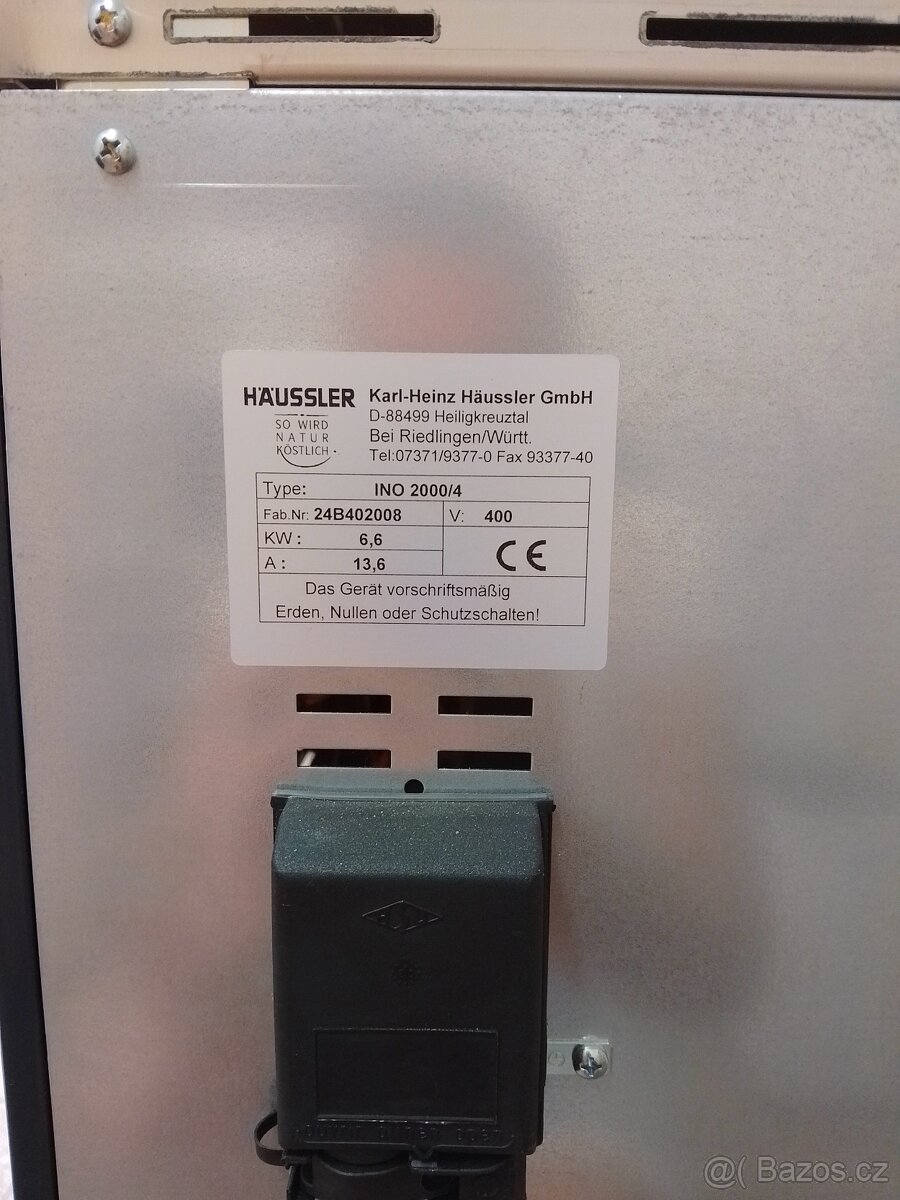 HÄUSSLER
SO WIRD
NATUR
KÖSTLICH
Karl-Heinz Häussler GmbH
D-88499 Heiligkreuztal
Bei Riedlingen/Württ.
Tel:07371/9377-0 Fax 93377-40
Type: INO 2000/4
Fab.Nr: 24B402008 V: 400
KW : 6,6
CE
A : 13,6
Das Gerät vorschriftsmäßig
Erden, Nullen oder Schutzschalten!
@( Bazos.cz